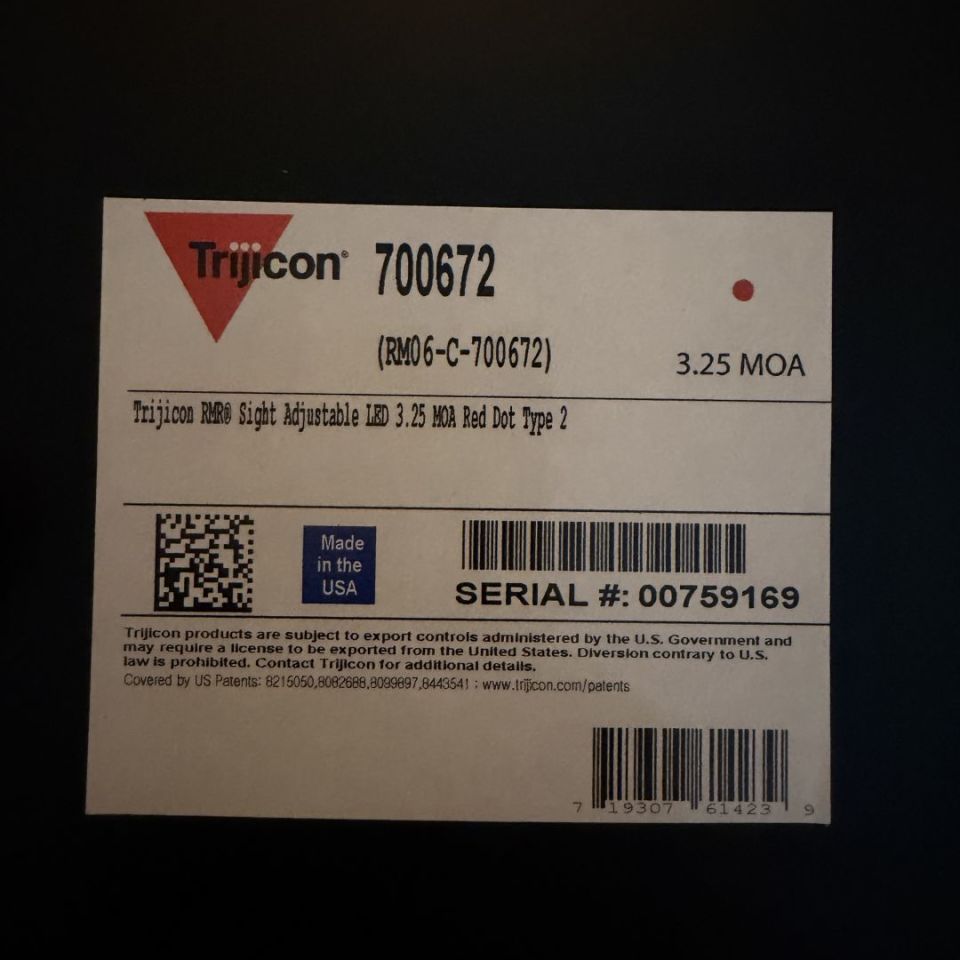 Trijicon® 700672
(RM06-C-700672)
3.25 MOA
Trijicon RMR® Sight Adjustable LED 3.25 MOA Red Dot Type 2
Made
in the
USA
SERIAL #: 00759169
Trijicon products are subject to export controls administered by the U.S. Government and
may require a license to be exported from the United States. Diversion contrary to U.S.
law is prohibited. Contact Trijicon for additional details.
Covered by US Patents: 8215050,8082688,8099897,8443541 ; www.trijicon.com/patents
7 19307 61423 9